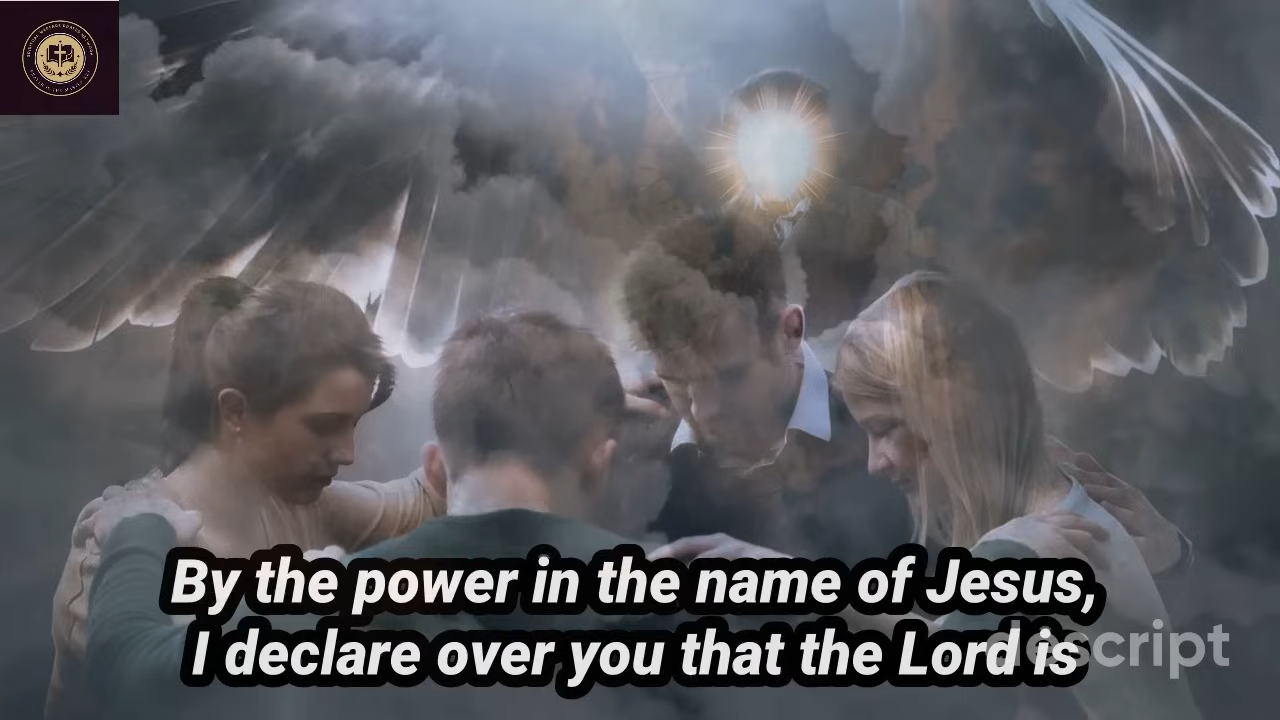 By the power in the name of Jesus,
I declare over you that the Lord is
descript